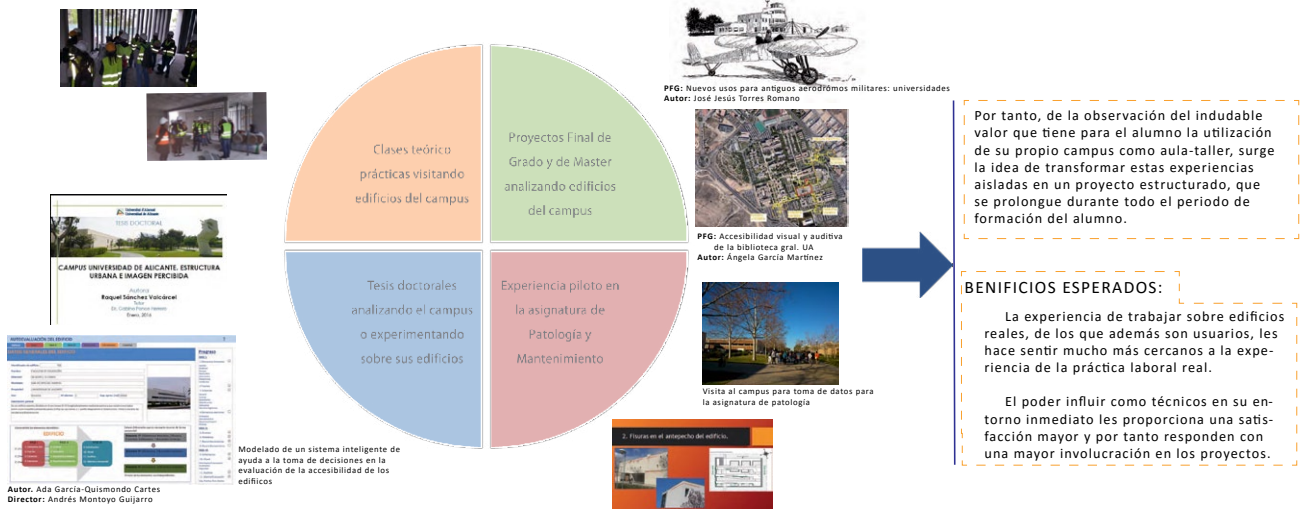 Clases teórico
prácticas visitando
edificios del campus
Proyectos Final de
Grado y de Master
analizando edificios
del campus
Tesis doctorales
analizando el campus
o experimentando
sobre sus edificios
Experiencia piloto en
la asignatura de
Patología y
Mantenimiento
TESIS DOCTORAL
CAMPUS UNIVERSIDAD DE ALICANTE. ESTRUCTURA
URBANA E IMAGEN PERCIBIDA
Autora
Raquel Sánchez Valcárcel
Enero, 2016
AUTOEVALUACIÓN DEL EDIFICIO
Modelado de un sistema inteligente de
ayuda a la toma de decisiones en la
evaluación de la accesibilidad de los
edifiicos
Autor. Ada García-Quismondo Cartes
Director: Andrés Montoyo Guijarro
PFG: Nuevos usos para antiguos aerodrómos militares: universidades
Autor: José Jesús Torres Romano
PFG: Accesibilidad visual y auditiva
de la biblioteca gral. UA
Autor: Ángela García Martínez
Visita al campus para toma de datos para
la asignatura de patología
2. Fisuras en el antepecho del edificio.
Por tanto, de la observación del indudable
valor que tiene para el alumno la utilización
de su propio campus como aula-taller, surge
la idea de transformar estas experiencias
aisladas en un proyecto estructurado, que
se prolongue durante todo el periodo de
formación del alumno.
BENIFICIOS ESPERADOS:
La experiencia de trabajar sobre edificios
reales, de los que además son usuarios, les
hace sentir mucho más cercanos a la expe-
riencia de la práctica laboral real.
El poder influir como técnicos en su en-
torno inmediato les proporciona una satis-
facción mayor y por tanto responden con
una mayor involucración en los proyectos.